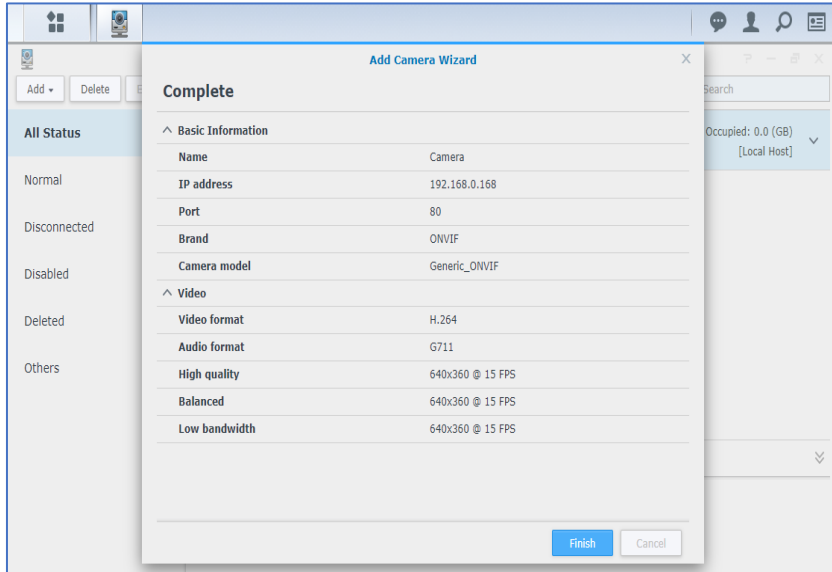 Add Camera Wizard
X
Add
Delete
Complete
Search
All Status
Normal
Disconnected
Disabled
Deleted
Others
Occupied: 0.0 (GB)
[Local Host]
Basic Information
Name Camera
IP address 192.168.0.168
Port 80
Brand ONVIF
Camera model Generic_ONVIF
Video
Video format H.264
Audio format G711
High quality 640x360 @ 15 FPS
Balanced 640x360 @ 15 FPS
Low bandwidth 640x360 @ 15 FPS
Finish
Cancel